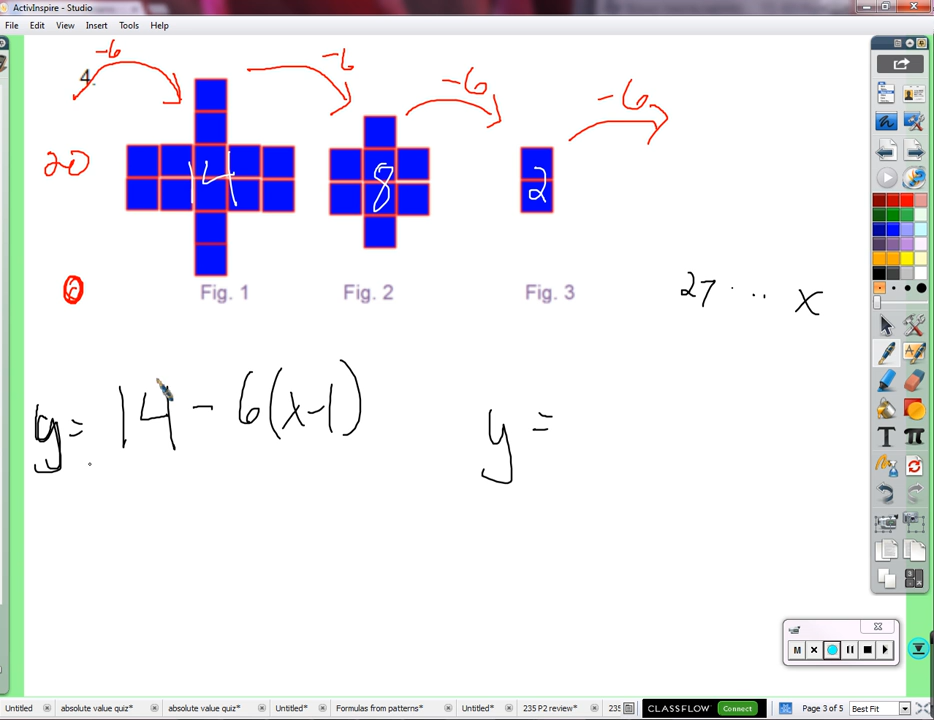 ActivInspire - Studio
File Edit View Insert Tools Help
4.
-6 -6 -6 -6
20 14 8 2
0 Fig. 1 Fig. 2 Fig. 3
27 ... x
y = 14 - 6(x-1) y =
M
Untitled absolute value quiz* absolute value quiz* Untitled* Formulas from patterns* Untitled* 235 P2 review* 235 CLASSFLOW Connect Page 3 of 5 Best Fit